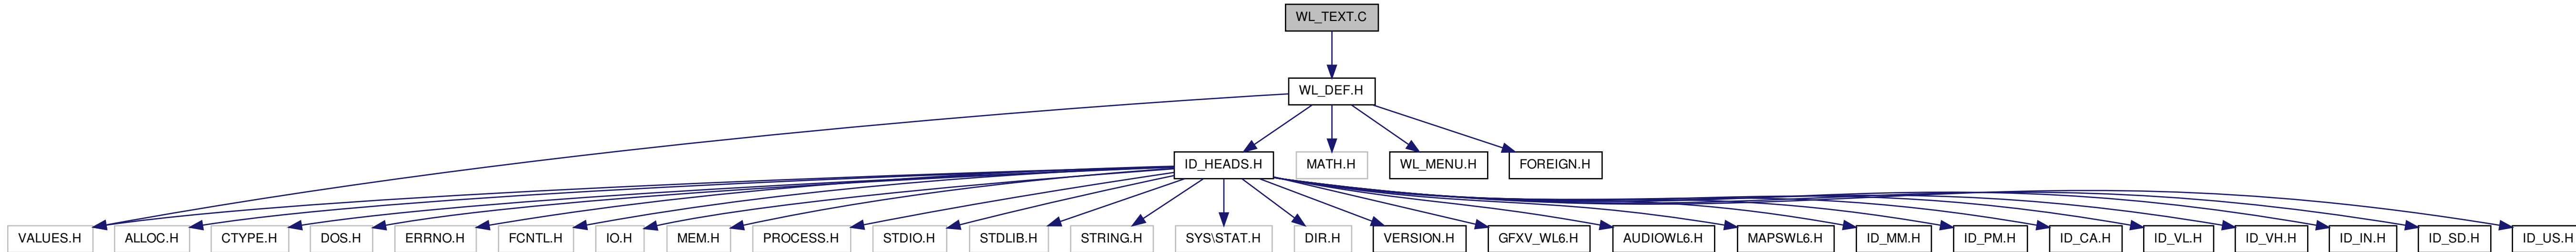 WL_TEXT.C
WL_DEF.H
ID_HEADS.H
MATH.H
WL_MENU.H
FOREIGN.H
VALUES.H
ALLOC.H
CTYPE.H
DOS.H
ERRNO.H
FCNTL.H
IO.H
MEM.H
PROCESS.H
STDIO.H
STDLIB.H
STRING.H
SYS\STAT.H
DIR.H
VERSION.H
GFXV_WL6.H
AUDIOWL6.H
MAPSWL6.H
ID_MM.H
ID_PM.H
ID_CA.H
ID_VL.H
ID_VH.H
ID_IN.H
ID_SD.H
ID_US.H